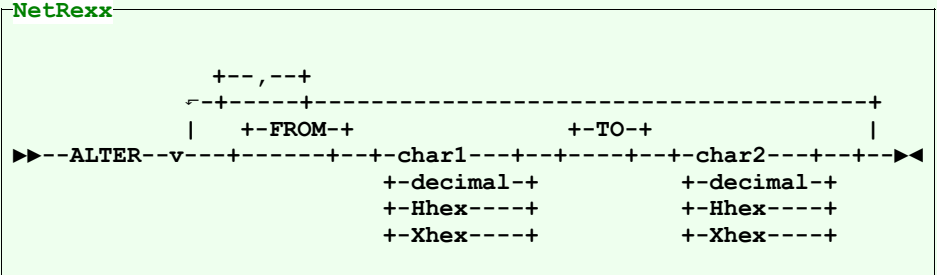 NetRexx
+--,--+
⬐-+-----+---------------------------------------+
| +-FROM-+ +-TO-+ |
►►--ALTER--v---+------+--+-char1---+--+----+--+-char2---+--+--►◄
+-decimal-+ +-decimal-+
+-Hhex----+ +-Hhex----+
+-Xhex----+ +-Xhex----+